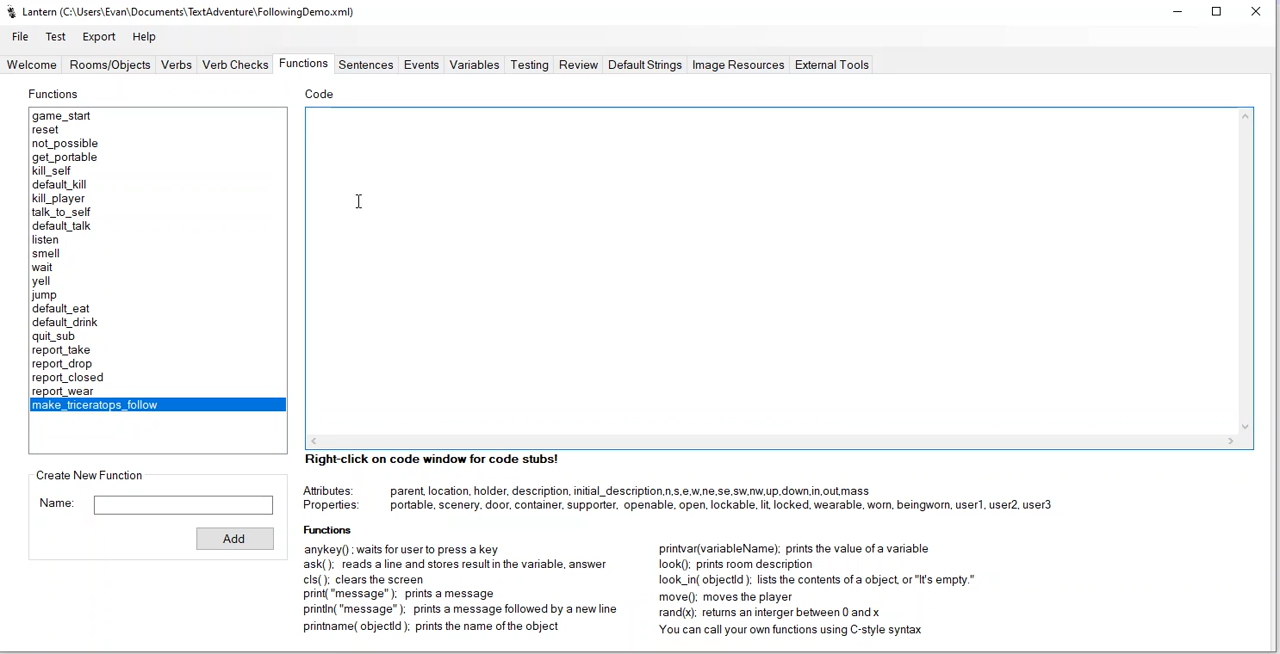 Lantern (C:\Users\Evan\Documents\TextAdventure\FollowingDemo.xml)
File Test Export Help
Welcome Rooms/Objects Verbs Verb Checks Functions Sentences Events Variables Testing Review Default Strings Image Resources External Tools
Functions
game_start
reset
not_possible
get_portable
kill_self
default_kill
kill_player
talk_to_self
default_talk
listen
smell
wait
yell
jump
default_eat
default_drink
quit_sub
report_take
report_drop
report_closed
report_wear
make_triceratops_follow
Create New Function
Name:
Add
Code
Right-click on code window for code stubs!
Attributes: parent, location, holder, description, initial_description,n,s,e,w,ne,se,sw,nw,up,down,in,out,mass
Properties: portable, scenery, door, container, supporter, openable, open, lockable, lit, locked, wearable, worn, beingworn, user1, user2, user3
Functions
anykey() ; waits for user to press a key
ask( ); reads a line and stores result in the variable, answer
cls( ); clears the screen
print( "message" ); prints a message
println( "message" ); prints a message followed by a new line
printname( objectId ); prints the name of the object
printvar(variableName); prints the value of a variable
look(); prints room description
look_in( objectId ); lists the contents of a object, or "It's empty."
move(); moves the player
rand(x); returns an interger between 0 and x
You can call your own functions using C-style syntax